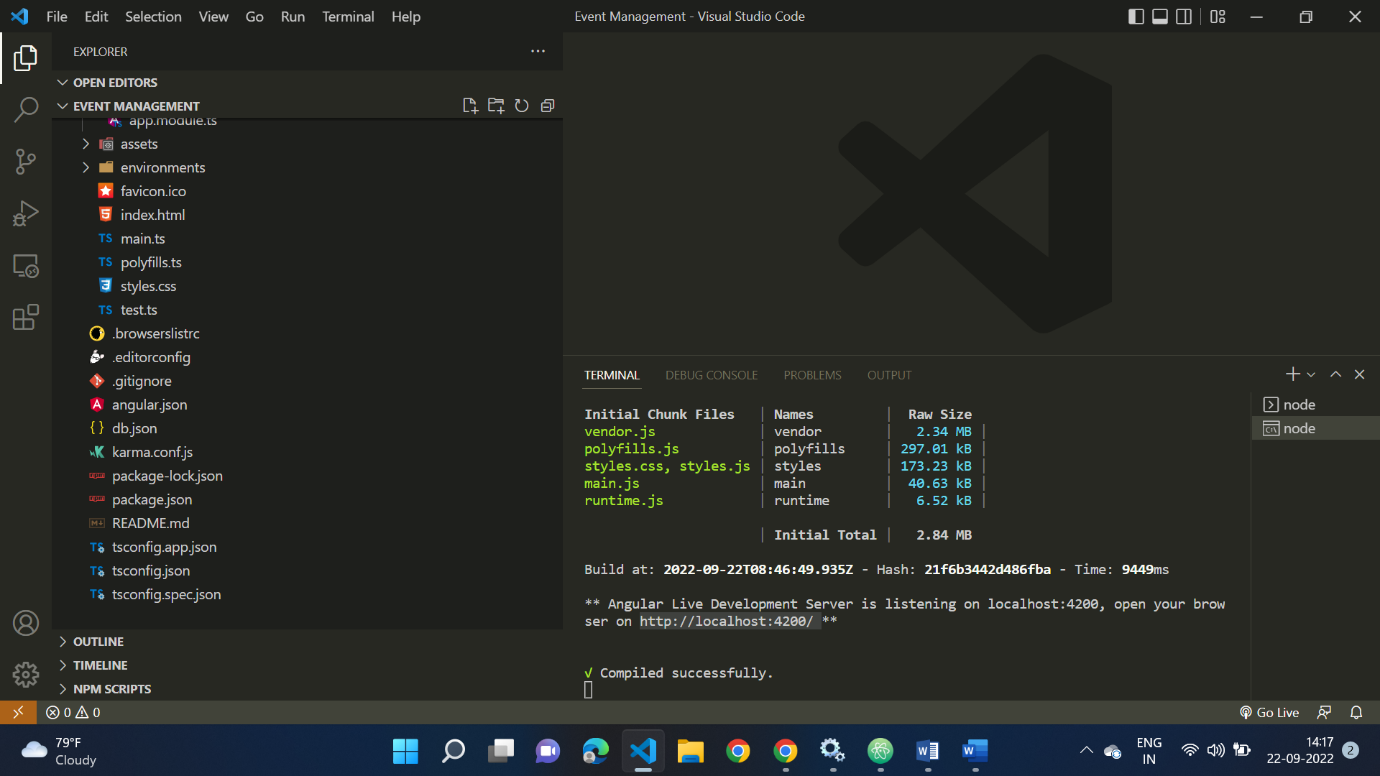 File Edit Selection View Go Run Terminal Help
Event Management - Visual Studio Code
EXPLORER
OPEN EDITORS
EVENT MANAGEMENT
app.module.ts
assets
environments
favicon.ico
index.html
TS main.ts
TS polyfills.ts
styles.css
TS test.ts
.browserslistrc
.editorconfig
.gitignore
angular.json
{ } db.json
karma.conf.js
package-lock.json
package.json
README.md
TS tsconfig.app.json
TS tsconfig.json
TS tsconfig.spec.json
OUTLINE
TIMELINE
NPM SCRIPTS
TERMINAL DEBUG CONSOLE PROBLEMS OUTPUT
Initial Chunk Files | Names | Raw Size
vendor.js | vendor | 2.34 MB |
polyfills.js | polyfills | 297.01 kB |
styles.css, styles.js | styles | 173.23 kB |
main.js | main | 40.63 kB |
runtime.js | runtime | 6.52 kB |
| Initial Total | 2.84 MB
Build at: 2022-09-22T08:46:49.935Z - Hash: 21f6b3442d486fba - Time: 9449ms
** Angular Live Development Server is listening on localhost:4200, open your brow
ser on http://localhost:4200/ **
√ Compiled successfully.
node
node
0 0
Go Live
79°F
Cloudy
ENG
IN
14:17
22-09-2022
2